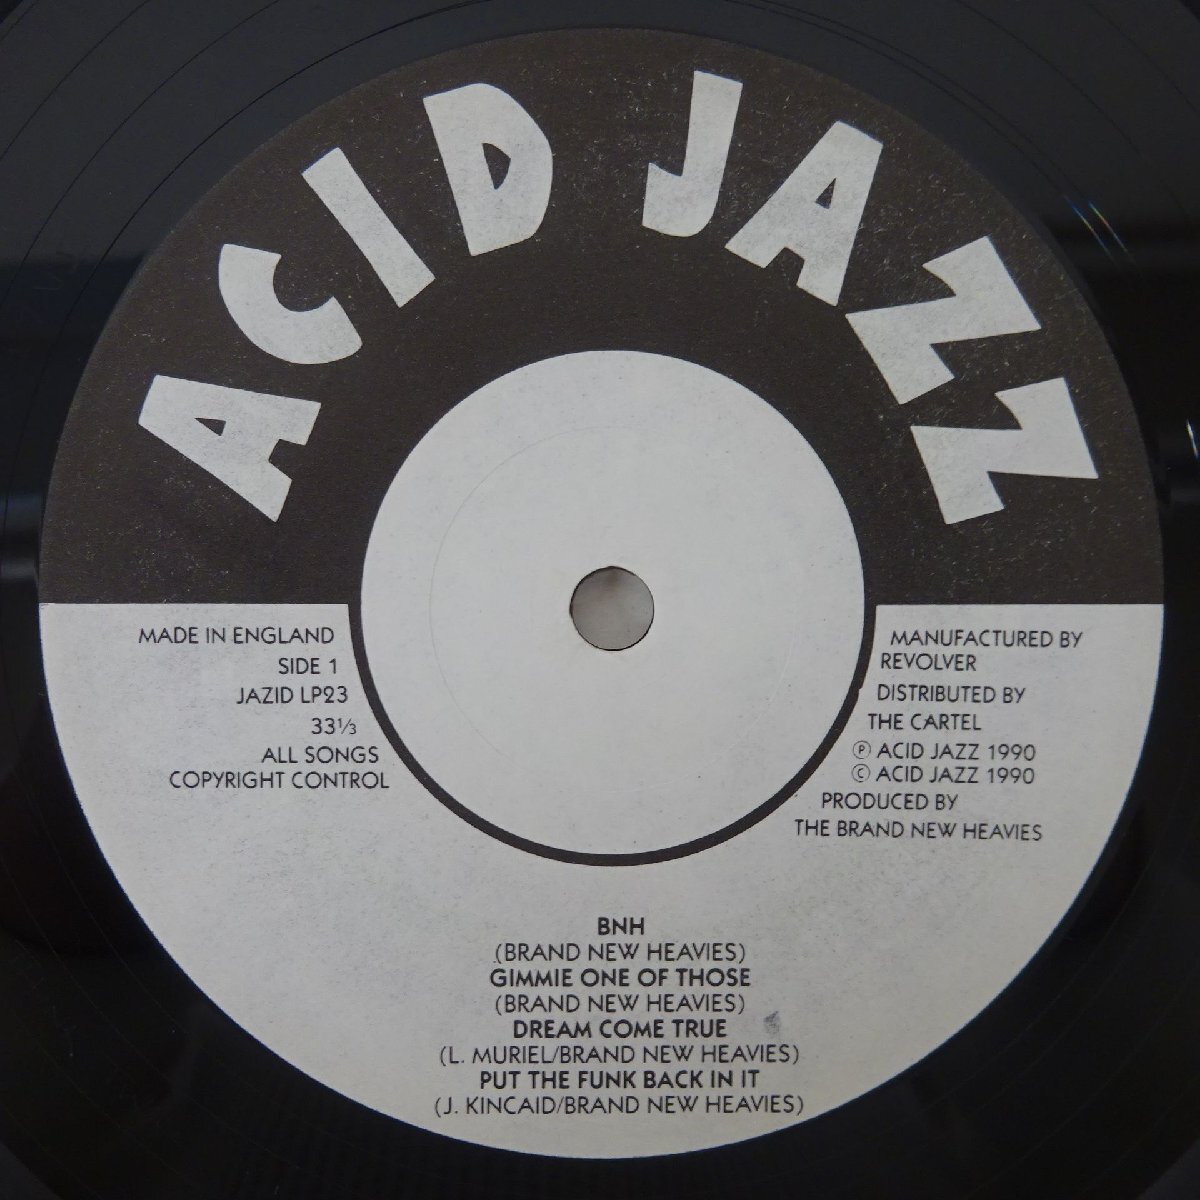 ACID JAZZ
MADE IN ENGLAND
SIDE 1
JAZID LP23
33⅓
ALL SONGS
COPYRIGHT CONTROL
MANUFACTURED BY
REVOLVER
DISTRIBUTED BY
THE CARTEL
℗ ACID JAZZ 1990
© ACID JAZZ 1990
PRODUCED BY
THE BRAND NEW HEAVIES
BNH
(BRAND NEW HEAVIES)
GIMMIE ONE OF THOSE
(BRAND NEW HEAVIES)
DREAM COME TRUE
(L. MURIEL/BRAND NEW HEAVIES)
PUT THE FUNK BACK IN IT
(J. KINCAID/BRAND NEW HEAVIES)